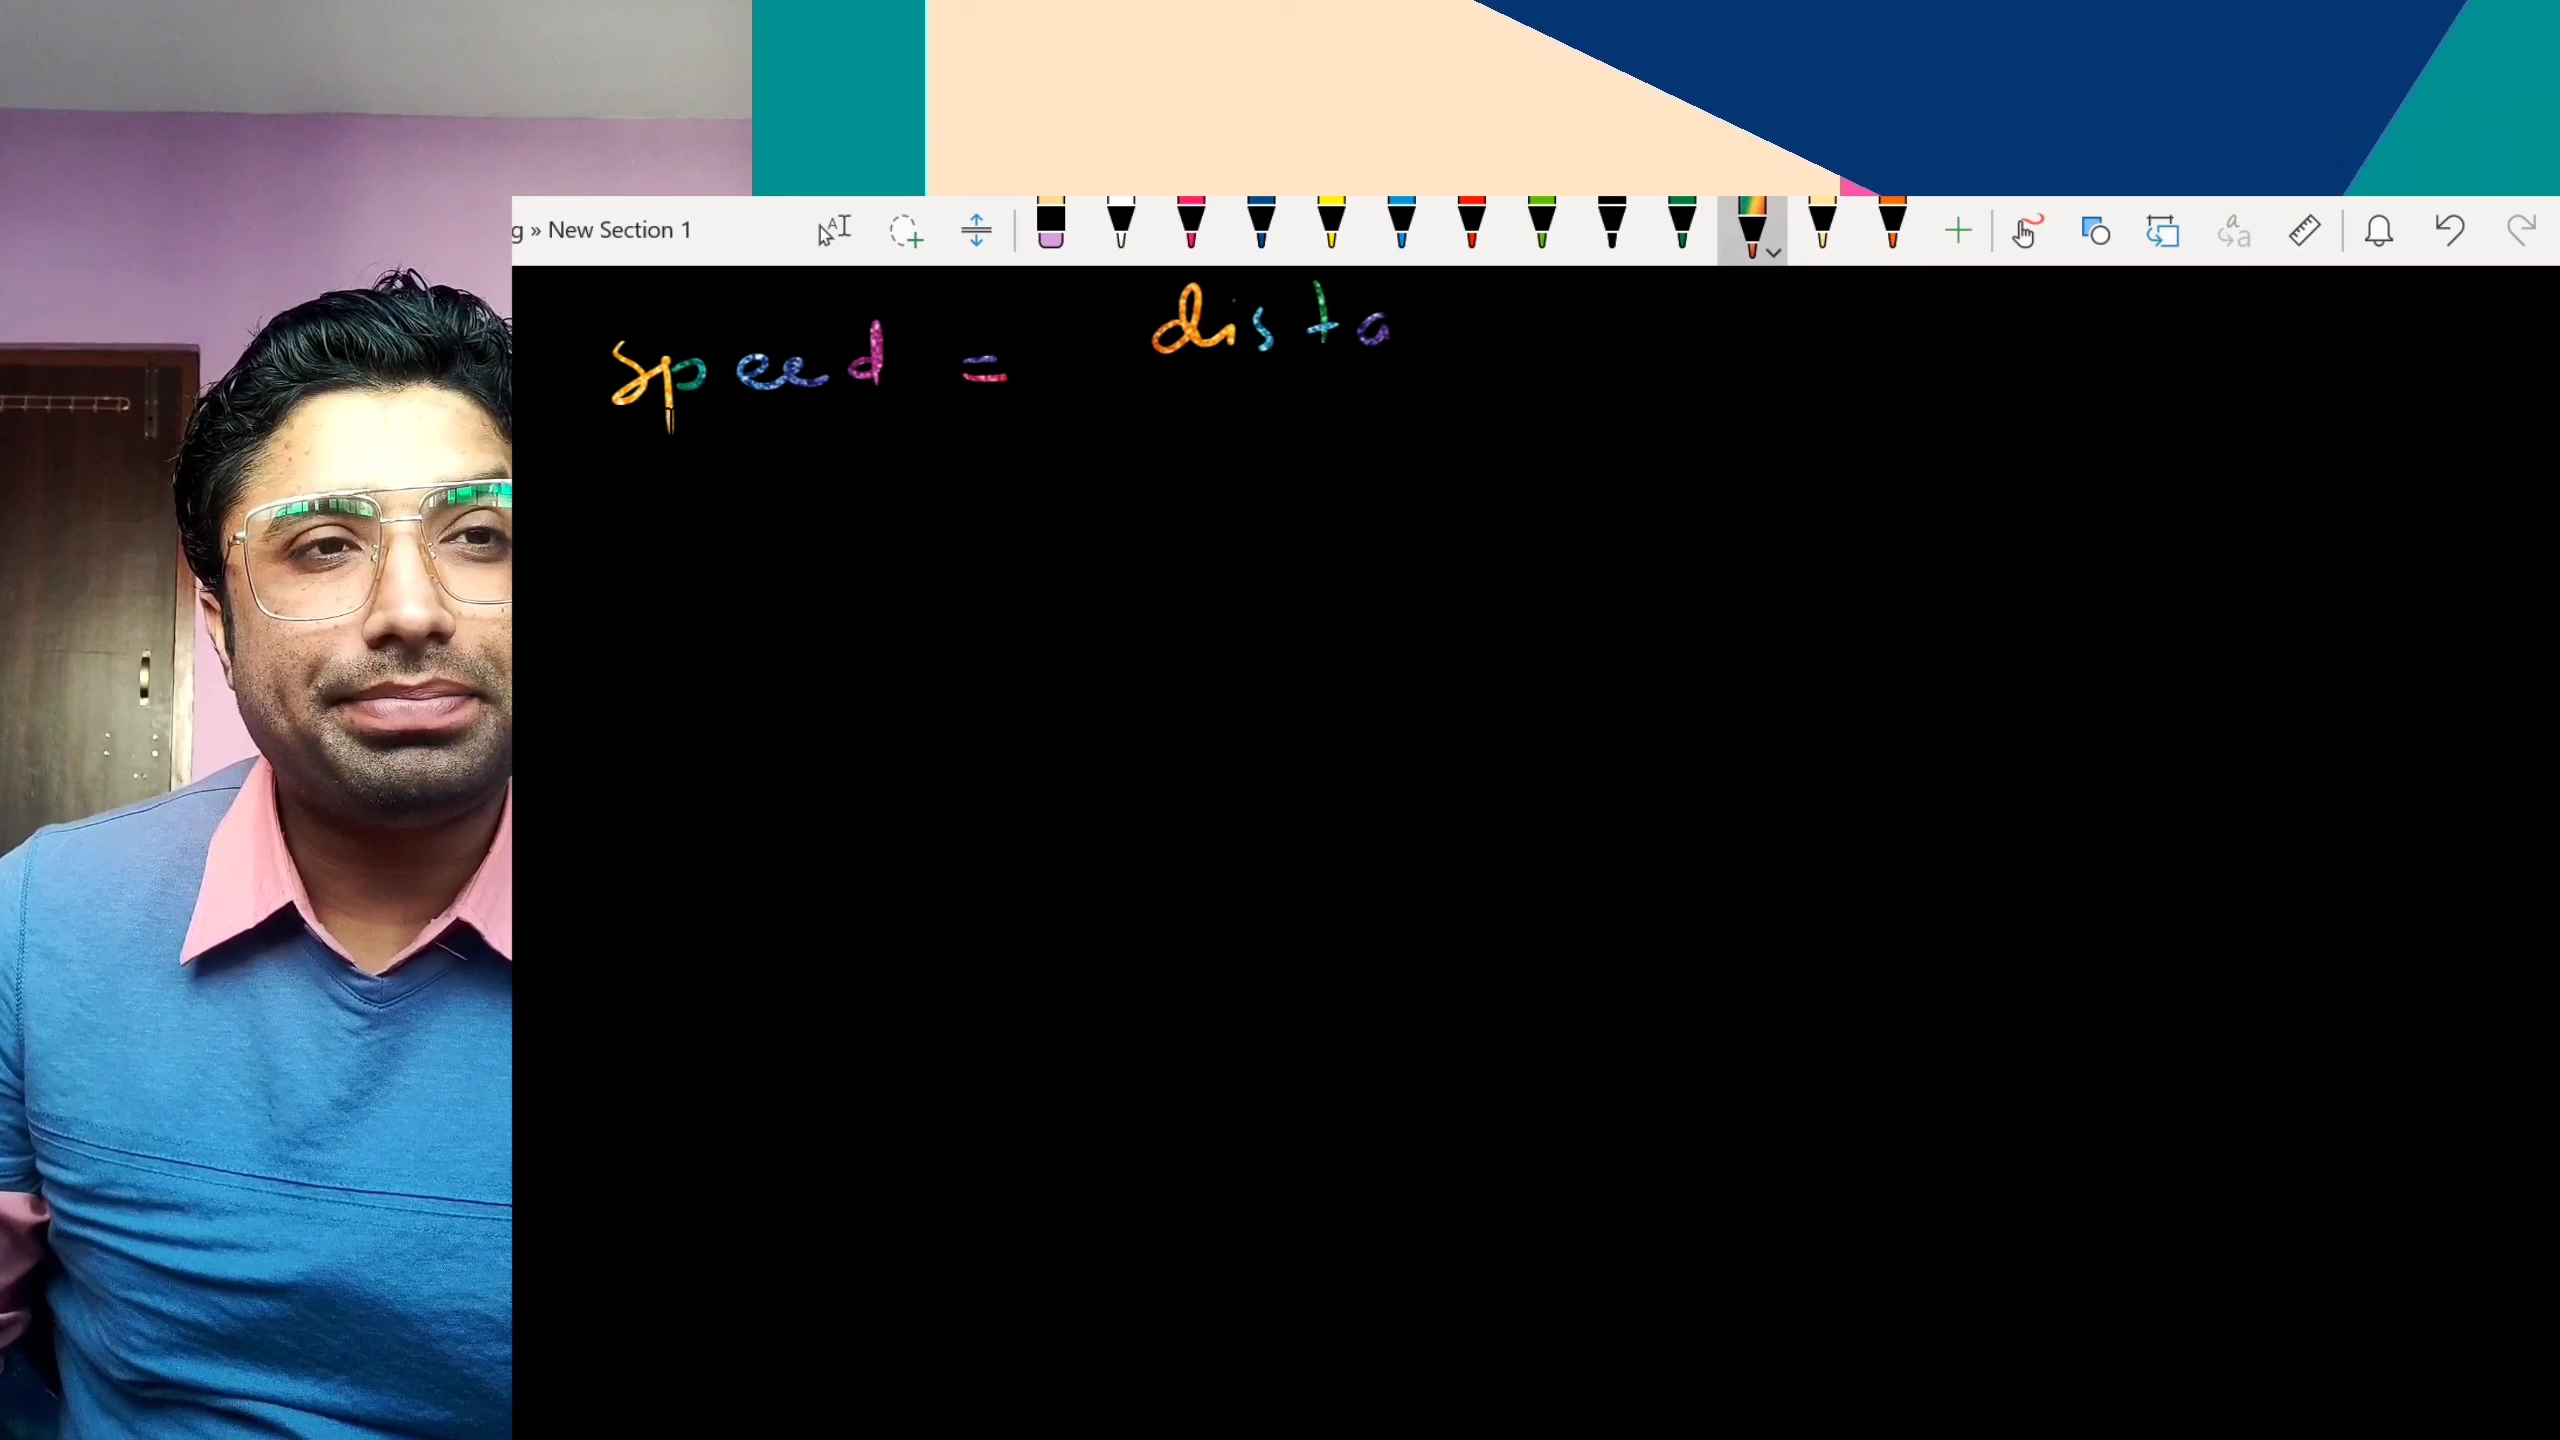 g » New Section 1
speed = dista